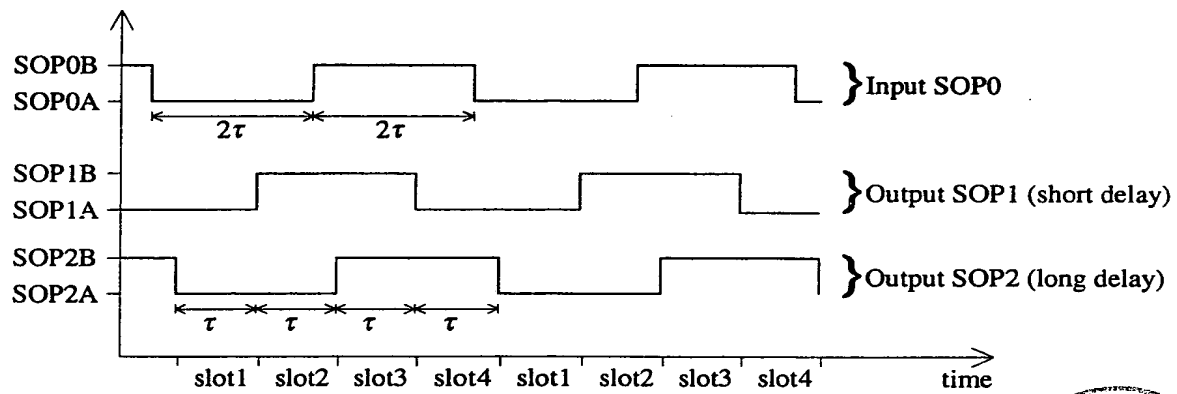 SOP0B
SOP0A
} Input SOP0
2τ 2τ
SOP1B
SOP1A
} Output SOP1 (short delay)
SOP2B
SOP2A
} Output SOP2 (long delay)
τ τ τ τ
slot1 slot2 slot3 slot4 slot1 slot2 slot3 slot4 time